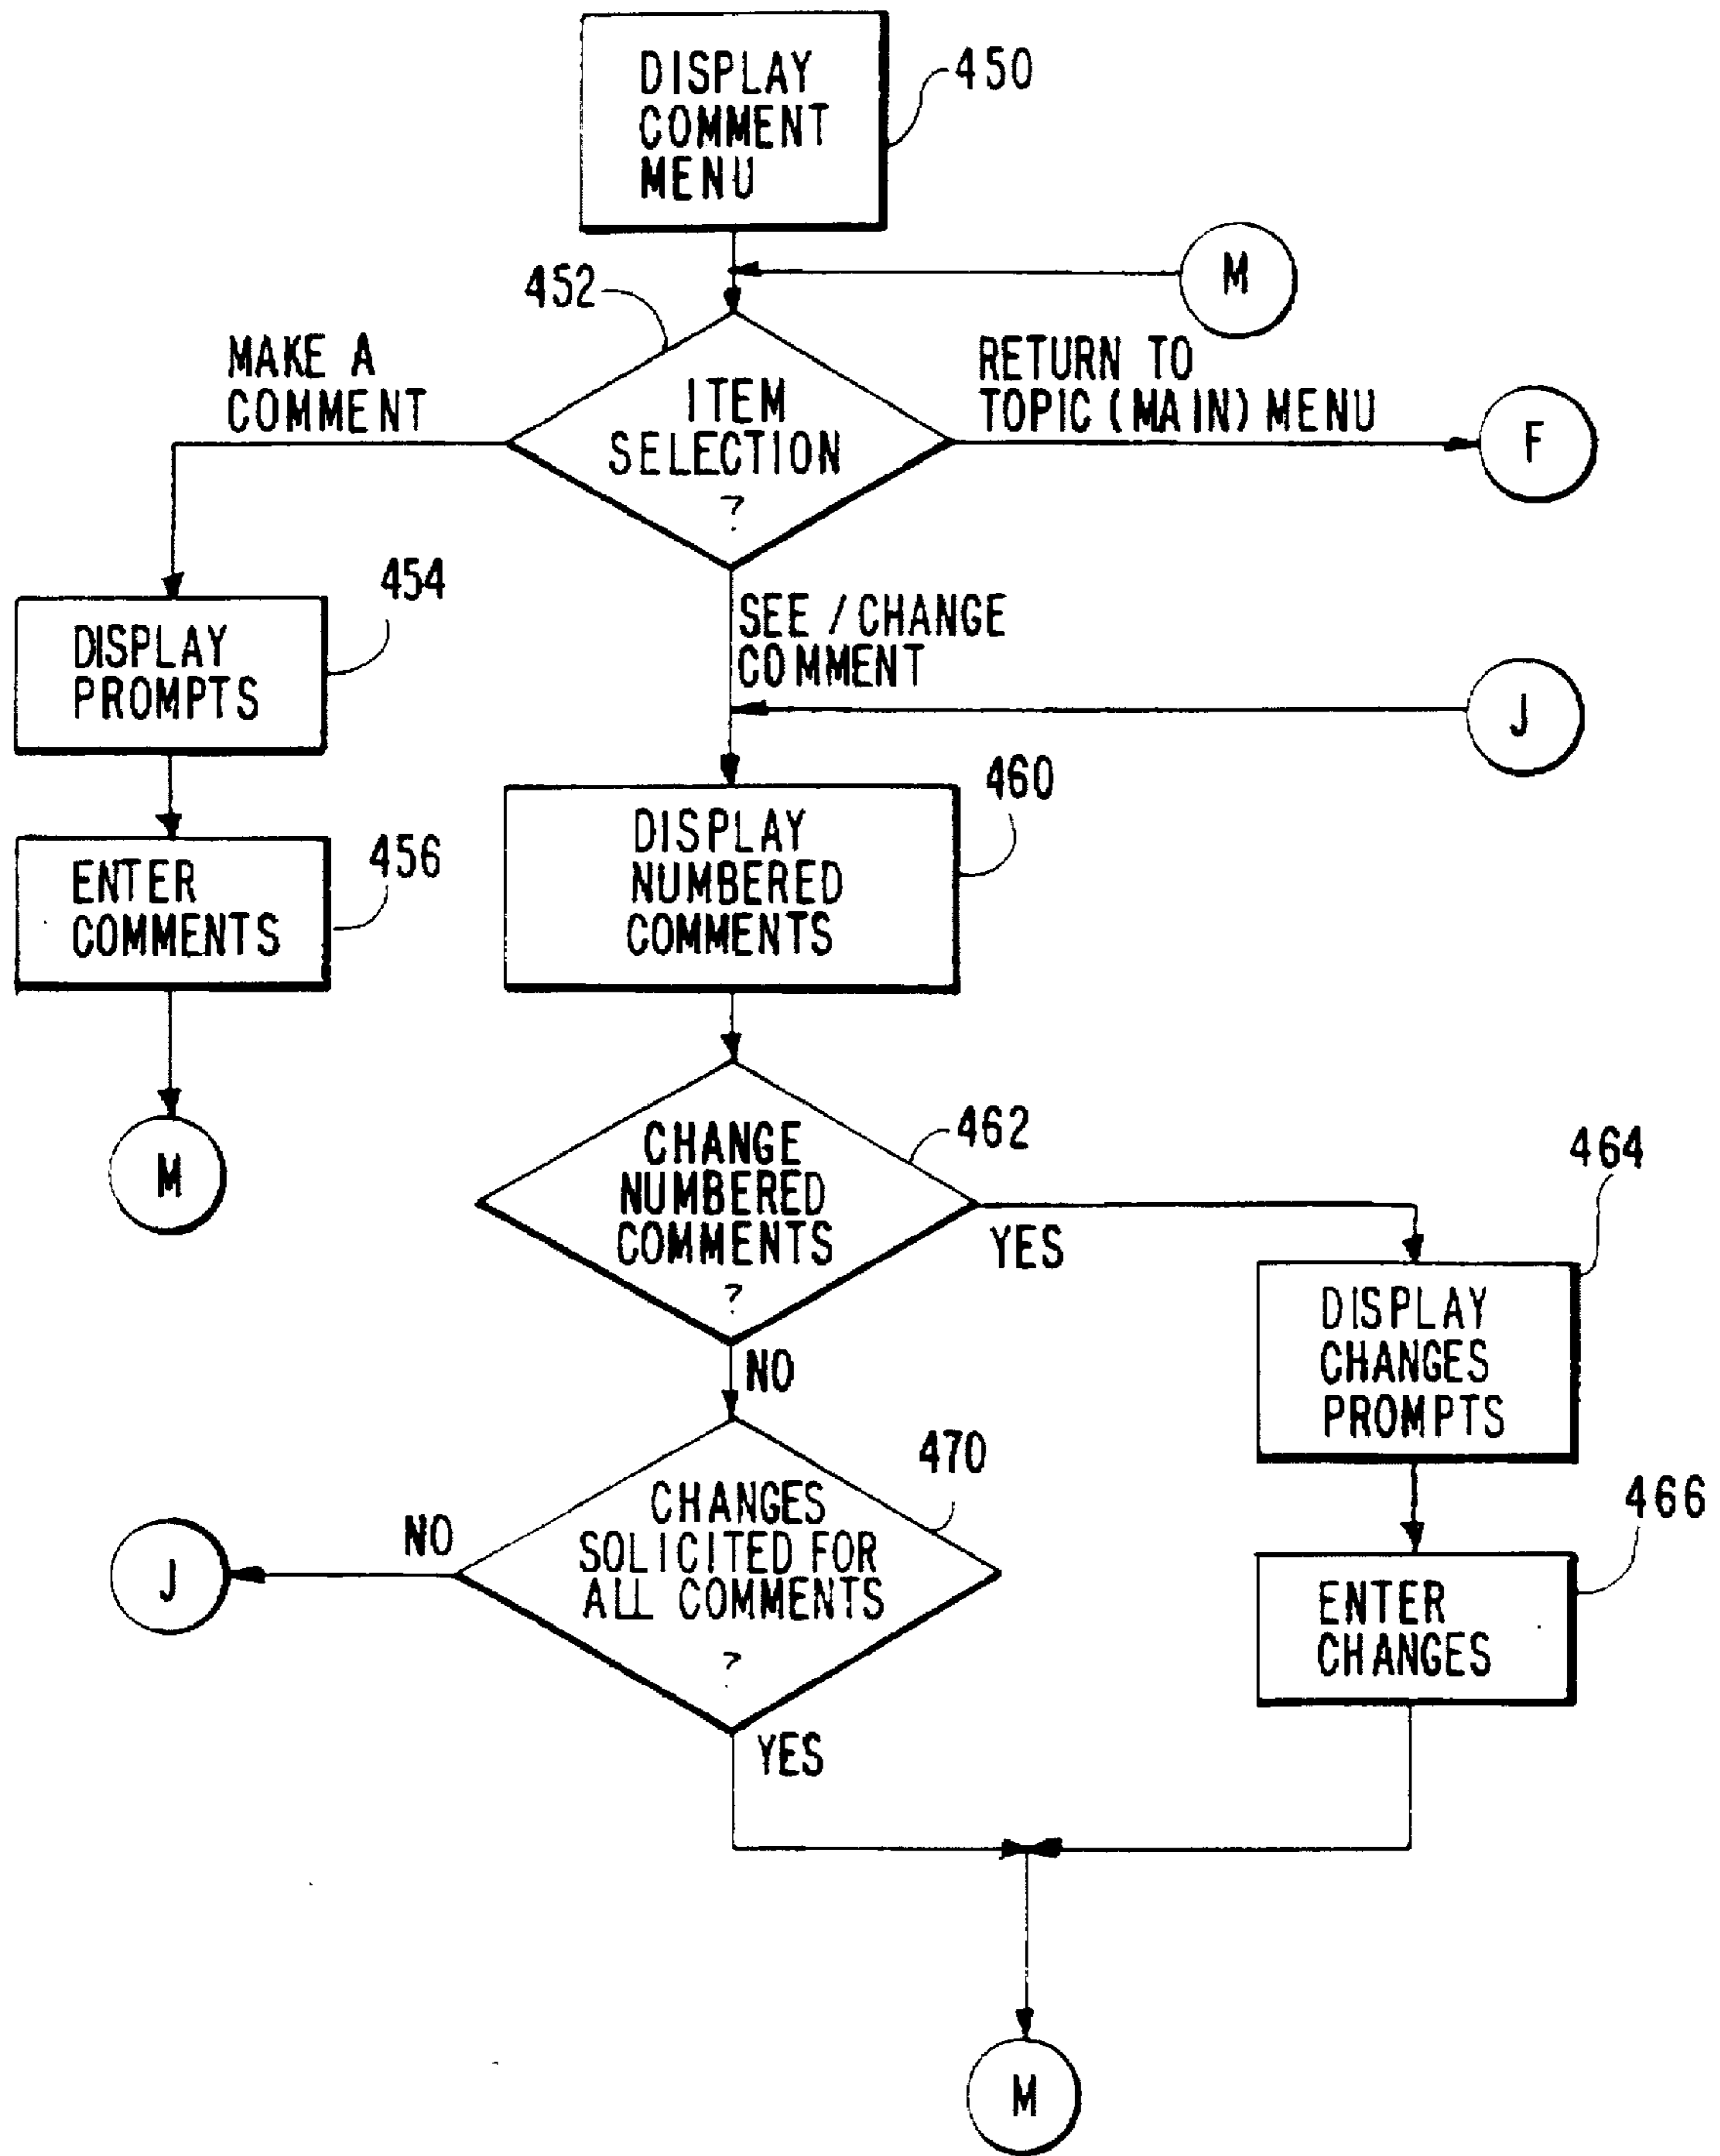 DISPLAY
COMMENT
MENU
450
M
452
MAKE A
COMMENT
ITEM
SELECTION
?
RETURN TO
TOPIC (MAIN) MENU
F
454
DISPLAY
PROMPTS
SEE / CHANGE
COMMENT
J
456
ENTER
COMMENTS
460
DISPLAY
NUMBERED
COMMENTS
M
462
CHANGE
NUMBERED
COMMENTS
?
YES
NO
464
DISPLAY
CHANGES
PROMPTS
470
CHANGES
SOLICITED FOR
ALL COMMENTS
?
NO
J
YES
466
ENTER
CHANGES
M